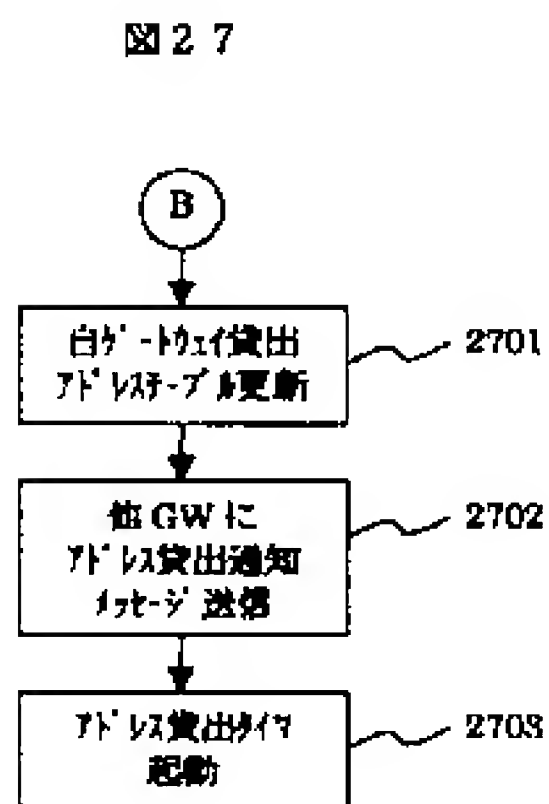 図27
B
自ゲートウェイ貸出
アドレステーブル更新
2701
他GWに
アドレス貸出通知
メッセージ送信
2702
アドレス貸出タイマ
起動
2703